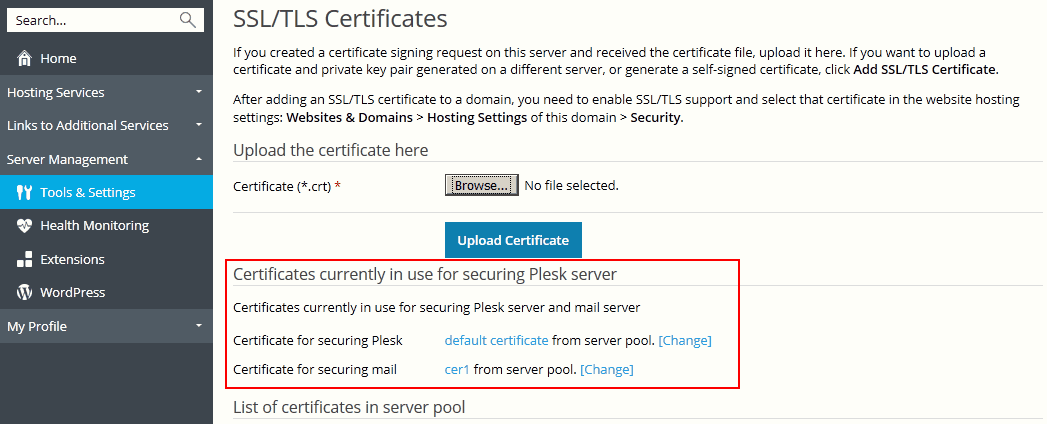 Search...
Home
Hosting Services
Links to Additional Services
Server Management
Tools & Settings
Health Monitoring
Extensions
WordPress
My Profile
SSL/TLS Certificates
If you created a certificate signing request on this server and received the certificate file, upload it here. If you want to upload a
certificate and private key pair generated on a different server, or generate a self-signed certificate, click Add SSL/TLS Certificate.
After adding an SSL/TLS certificate to a domain, you need to enable SSL/TLS support and select that certificate in the website hosting
settings: Websites & Domains > Hosting Settings of this domain > Security.
Upload the certificate here
Certificate (*.crt) * Browse... No file selected.
Upload Certificate
Certificates currently in use for securing Plesk server
Certificates currently in use for securing Plesk server and mail server
Certificate for securing Plesk default certificate from server pool. [Change]
Certificate for securing mail cer1 from server pool. [Change]
List of certificates in server pool